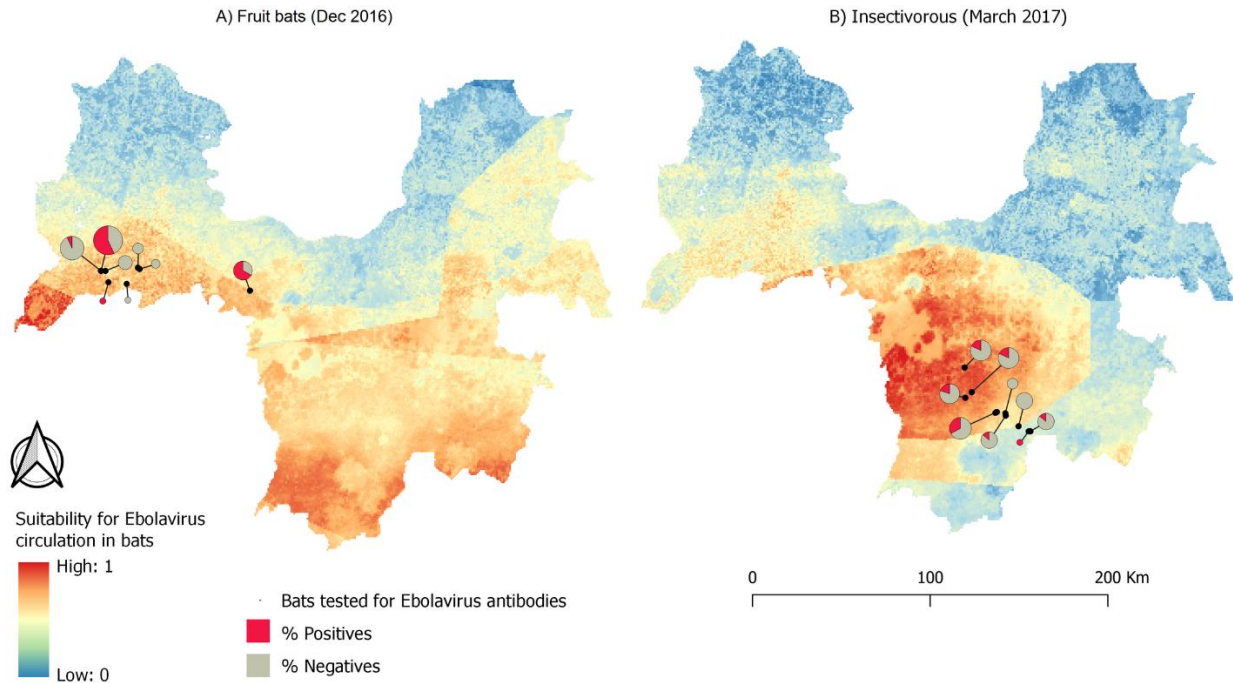 A) Fruit bats (Dec 2016)
B) Insectivorous (March 2017)
Suitability for Ebolavirus
circulation in bats
High: 1
Low: 0
Bats tested for Ebolavirus antibodies
% Positives
% Negatives
0 100 200 Km